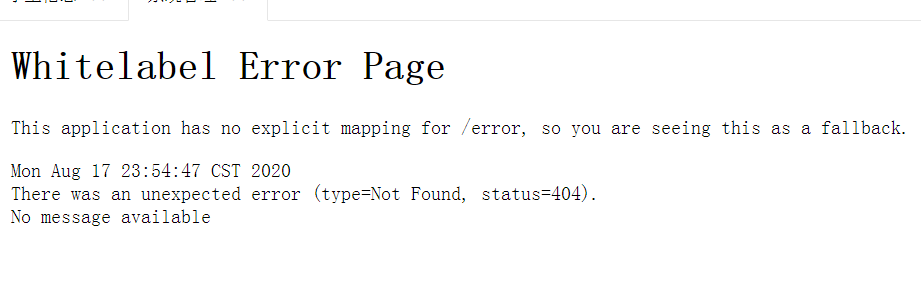 Whitelabel Error Page
This application has no explicit mapping for /error, so you are seeing this as a fallback.
Mon Aug 17 23:54:47 CST 2020
There was an unexpected error (type=Not Found, status=404).
No message available